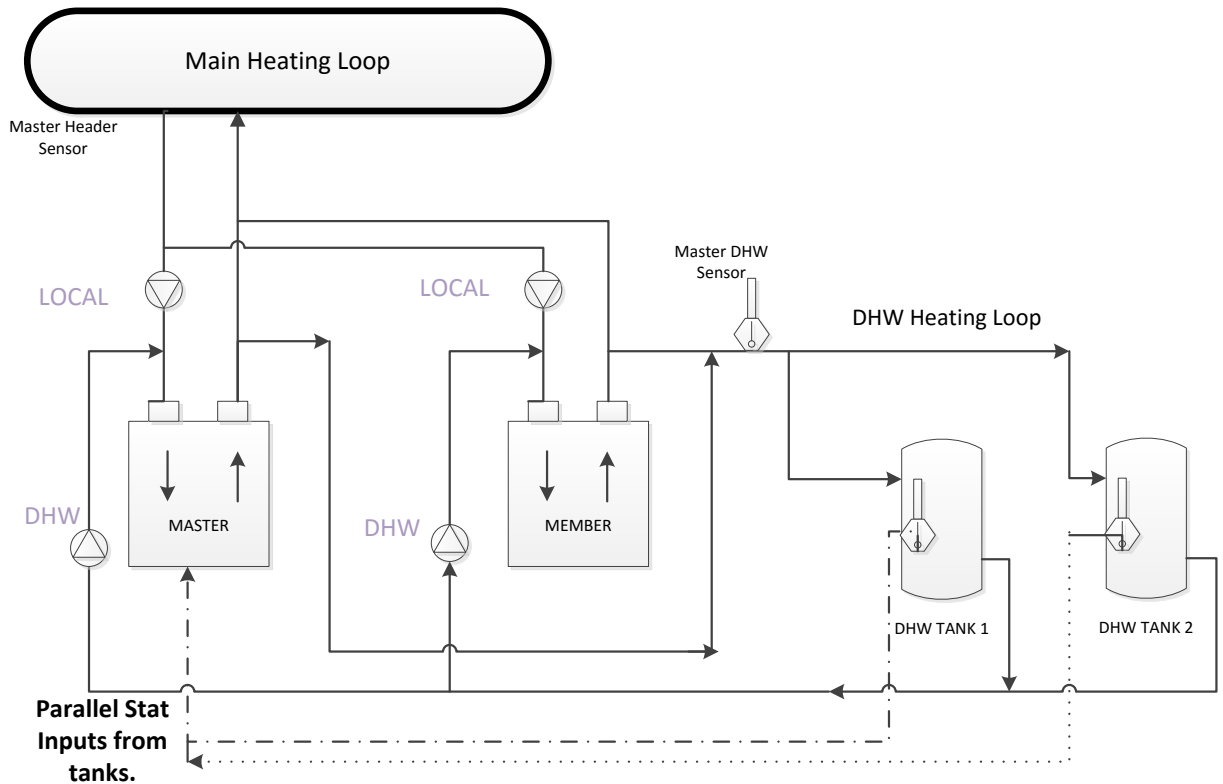 Main Heating Loop
Master Header
Sensor
Master DHW
Sensor
LOCAL
LOCAL
DHW Heating Loop
DHW
MASTER
DHW
MEMBER
DHW TANK 1
DHW TANK 2
Parallel Stat
Inputs from
tanks.